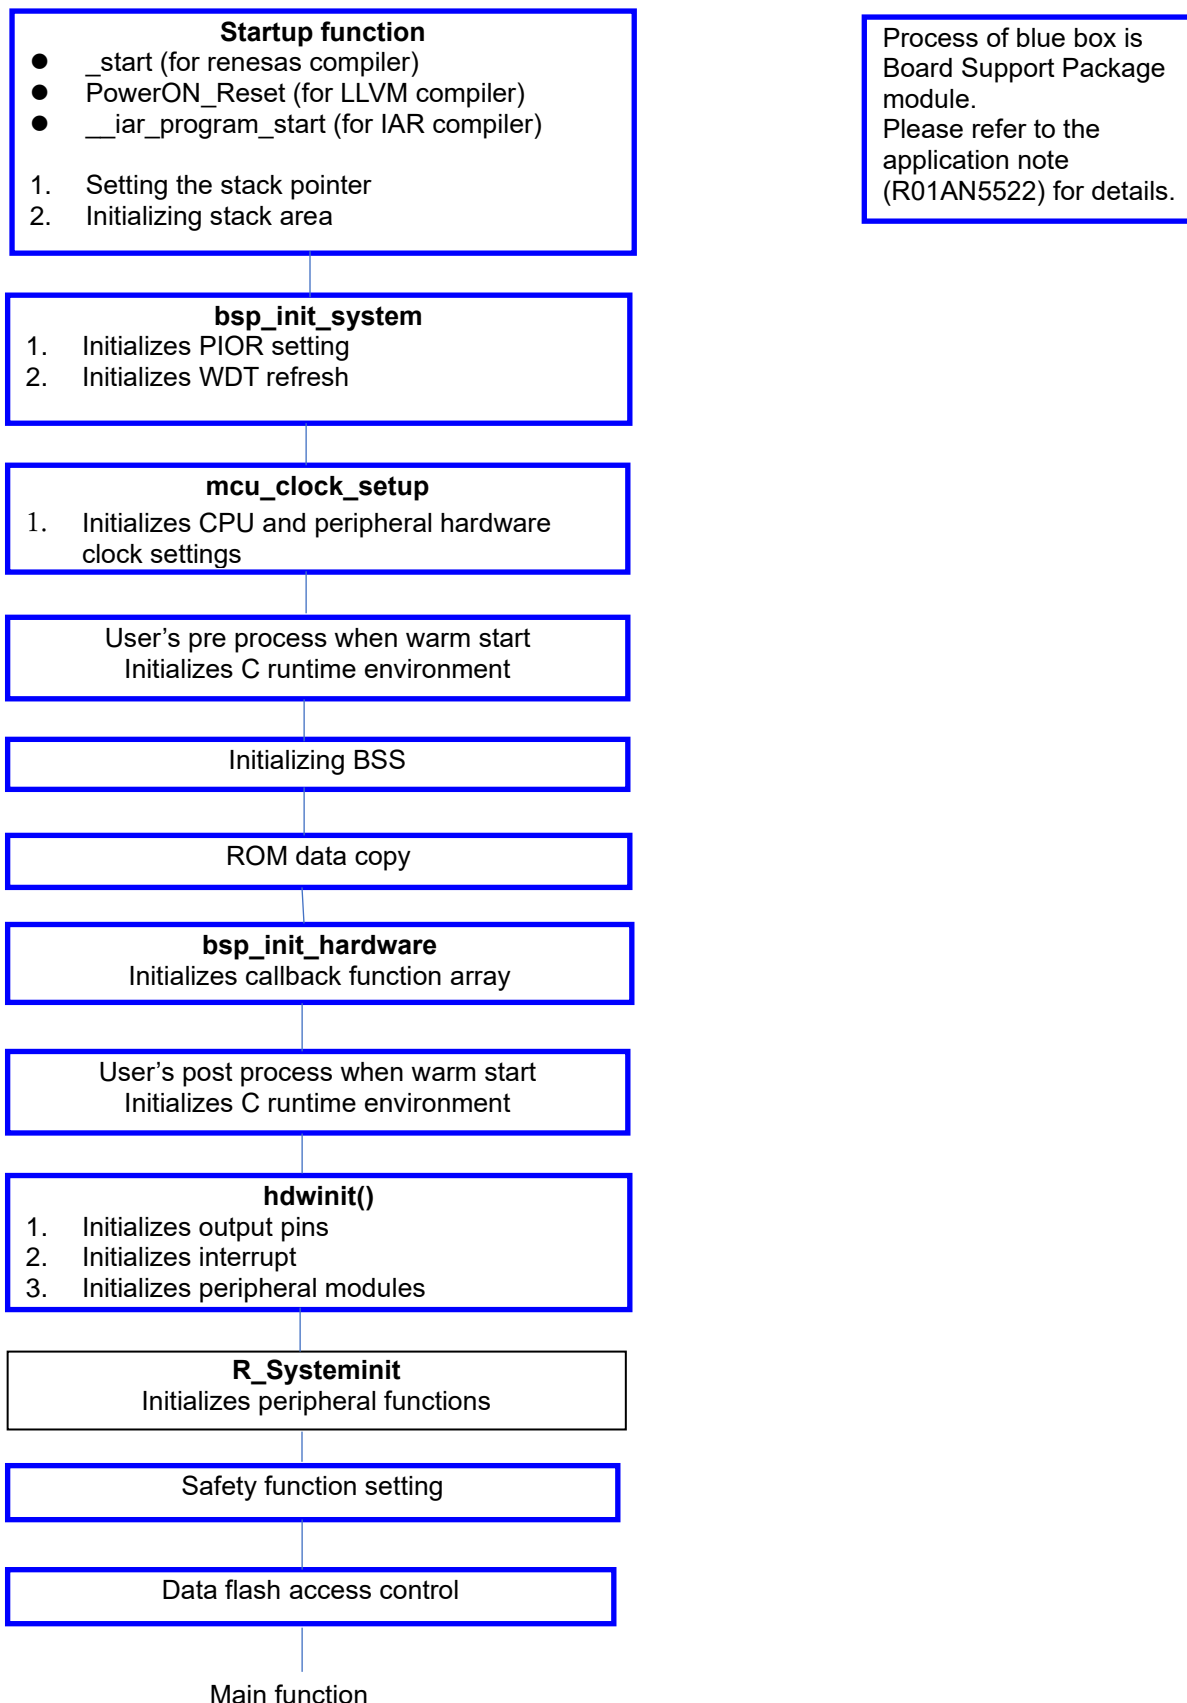 Startup function
● _start (for renesas compiler)
● PowerON_Reset (for LLVM compiler)
● __iar_program_start (for IAR compiler)
1. Setting the stack pointer
2. Initializing stack area
Process of blue box is
Board Support Package
module.
Please refer to the
application note
(R01AN5522) for details.
bsp_init_system
1. Initializes PIOR setting
2. Initializes WDT refresh
mcu_clock_setup
1. Initializes CPU and peripheral hardware
clock settings
User’s pre process when warm start
Initializes C runtime environment
Initializing BSS
ROM data copy
bsp_init_hardware
Initializes callback function array
User’s post process when warm start
Initializes C runtime environment
hdwinit()
1. Initializes output pins
2. Initializes interrupt
3. Initializes peripheral modules
R_Systeminit
Initializes peripheral functions
Safety function setting
Data flash access control
Main function